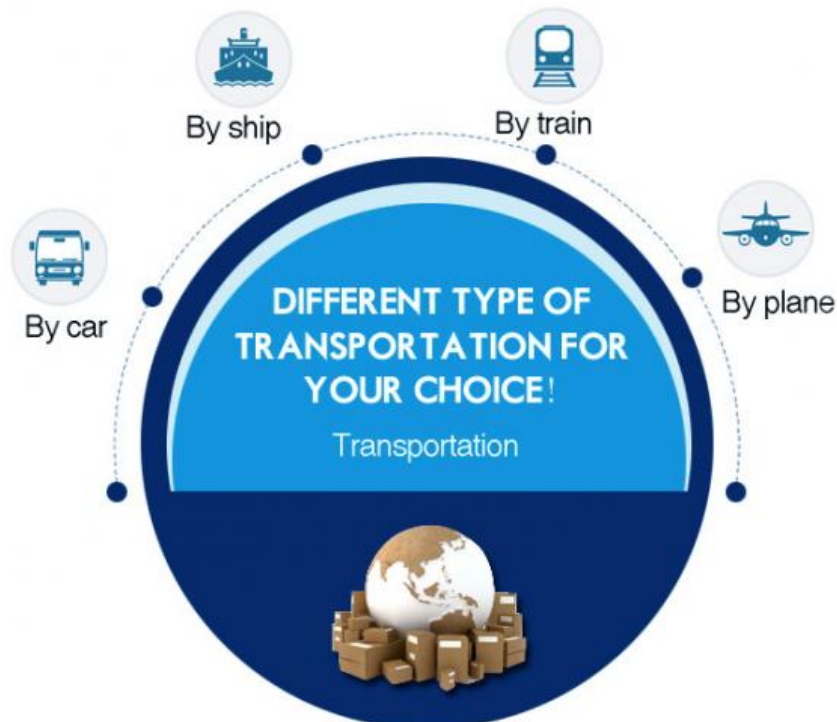 By ship
By train
By car
By plane
DIFFERENT TYPE OF
TRANSPORTATION FOR
YOUR CHOICE!
Transportation